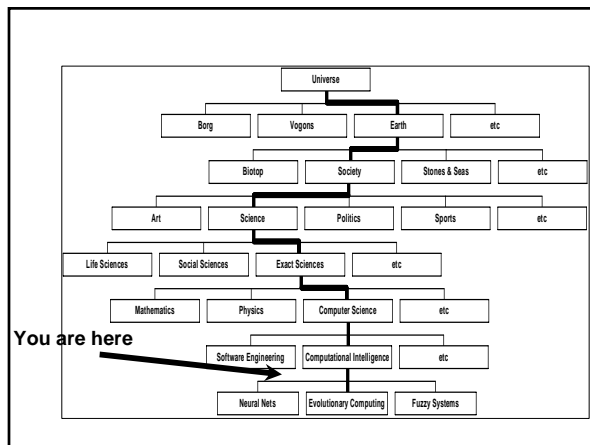 Universe
Borg Vogons Earth etc
Biotop Society Stones & Seas etc
Art Science Politics Sports etc
Life Sciences Social Sciences Exact Sciences etc
Mathematics Physics Computer Science etc
You are here
Software Engineering Computational Intelligence etc
Neural Nets Evolutionary Computing Fuzzy Systems